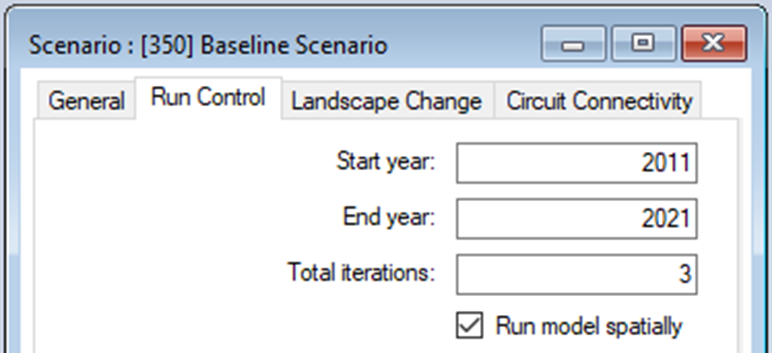 Scenario : [350] Baseline Scenario
General Run Control Landscape Change Circuit Connectivity
Start year: 2011
End year: 2021
Total iterations: 3
Run model spatially